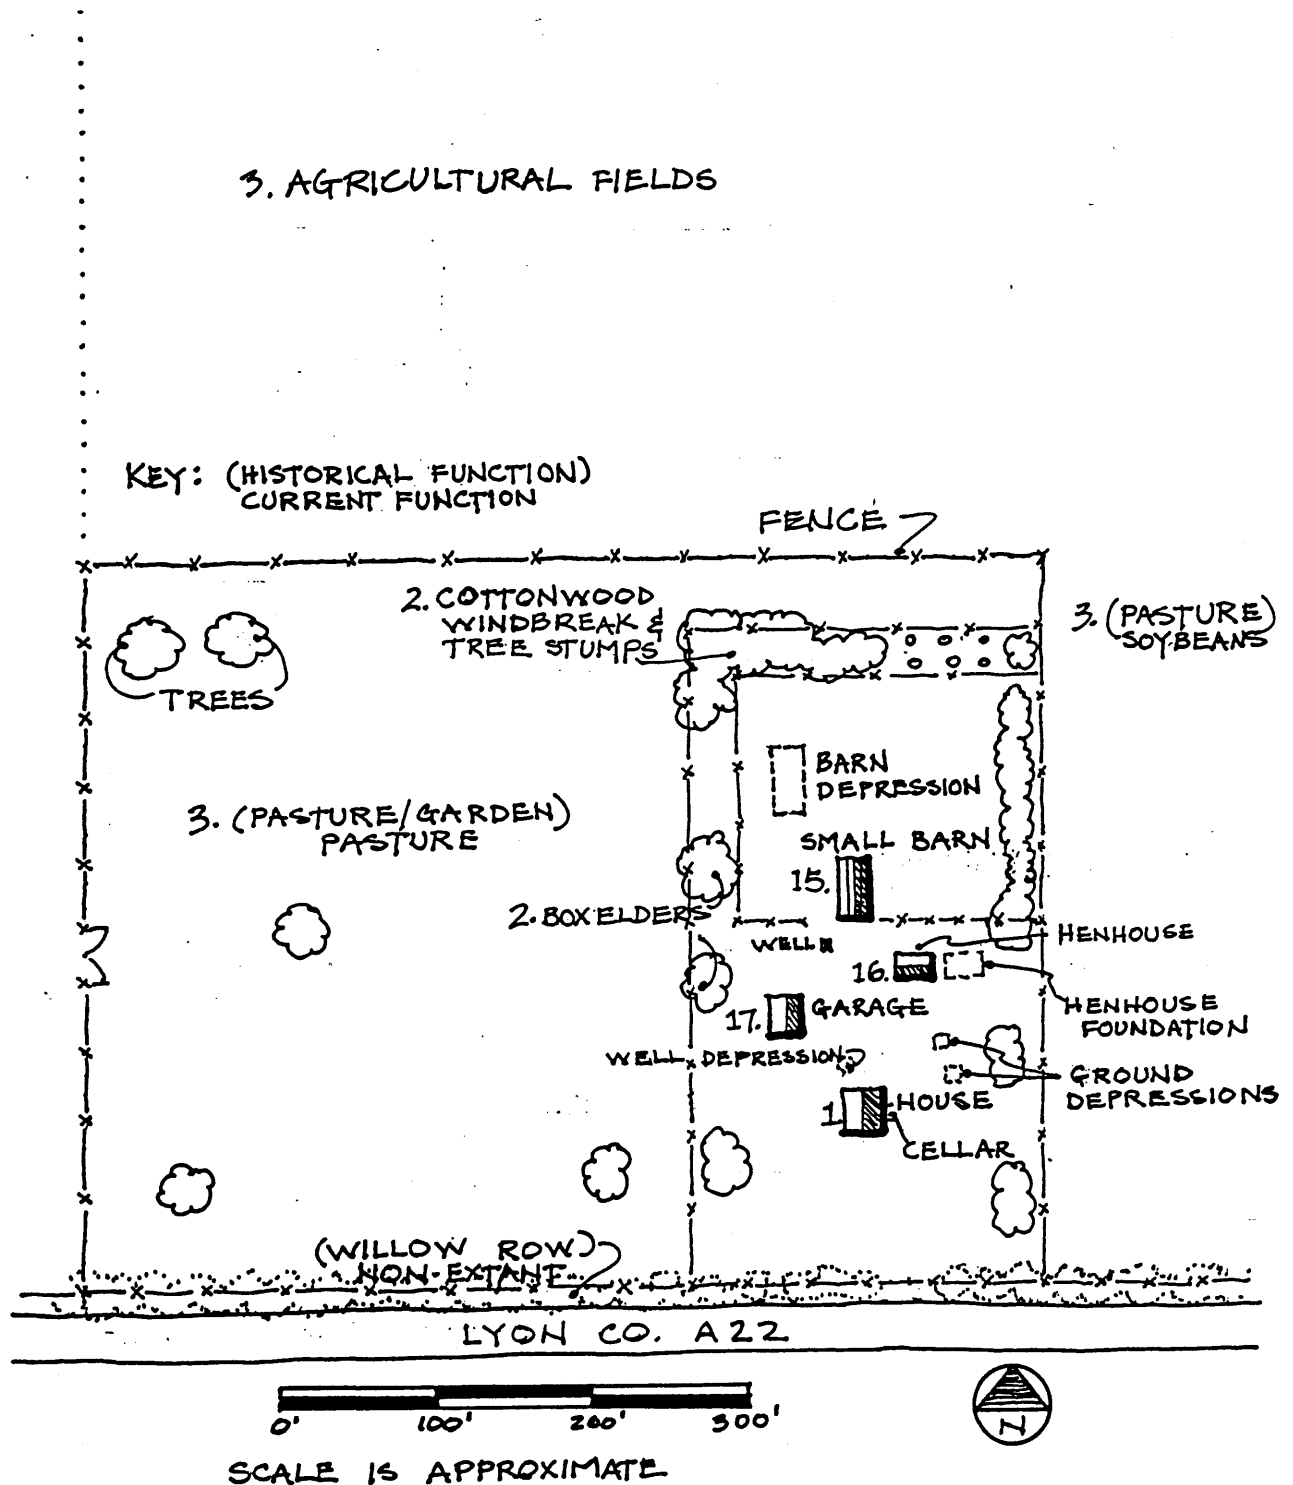 3. AGRICULTURAL FIELDS
KEY: (HISTORICAL FUNCTION)
CURRENT FUNCTION
FENCE
2. COTTONWOOD
WINDBREAK &
TREE STUMPS
3. (PASTURE)
SOYBEANS
TREES
BARN
DEPRESSION
3. (PASTURE/GARDEN)
PASTURE
SMALL BARN
15.
2. BOX ELDERS
WELL
HENHOUSE
16.
HENHOUSE
FOUNDATION
17.
GARAGE
WELL DEPRESSION
GROUND
DEPRESSIONS
1.
HOUSE
CELLAR
(WILLOW ROW)
NON-EXTANT
LYON CO. A22
0' 100' 200' 300'
N
SCALE IS APPROXIMATE